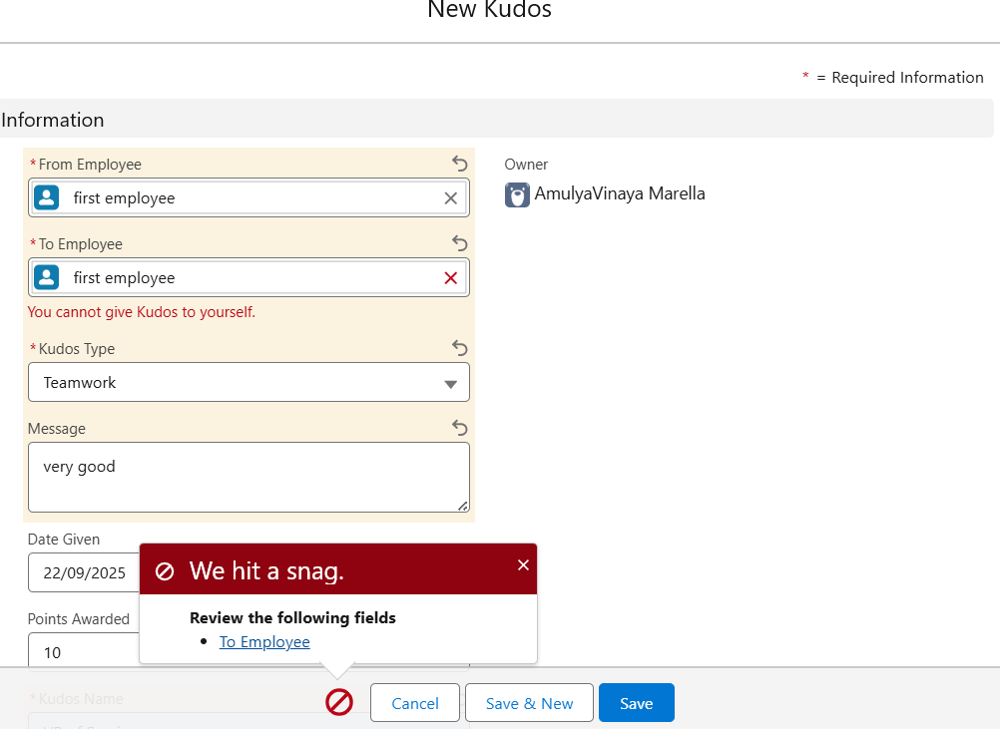 New Kudos
* = Required Information
Information
*From Employee
first employee
Owner
AmulyaVinaya Marella
*To Employee
first employee
You cannot give Kudos to yourself.
*Kudos Type
Teamwork
Message
very good
Date Given
22/09/2025
We hit a snag.
Review the following fields
• To Employee
Points Awarded
10
*Kudos Name
Cancel
Save & New
Save